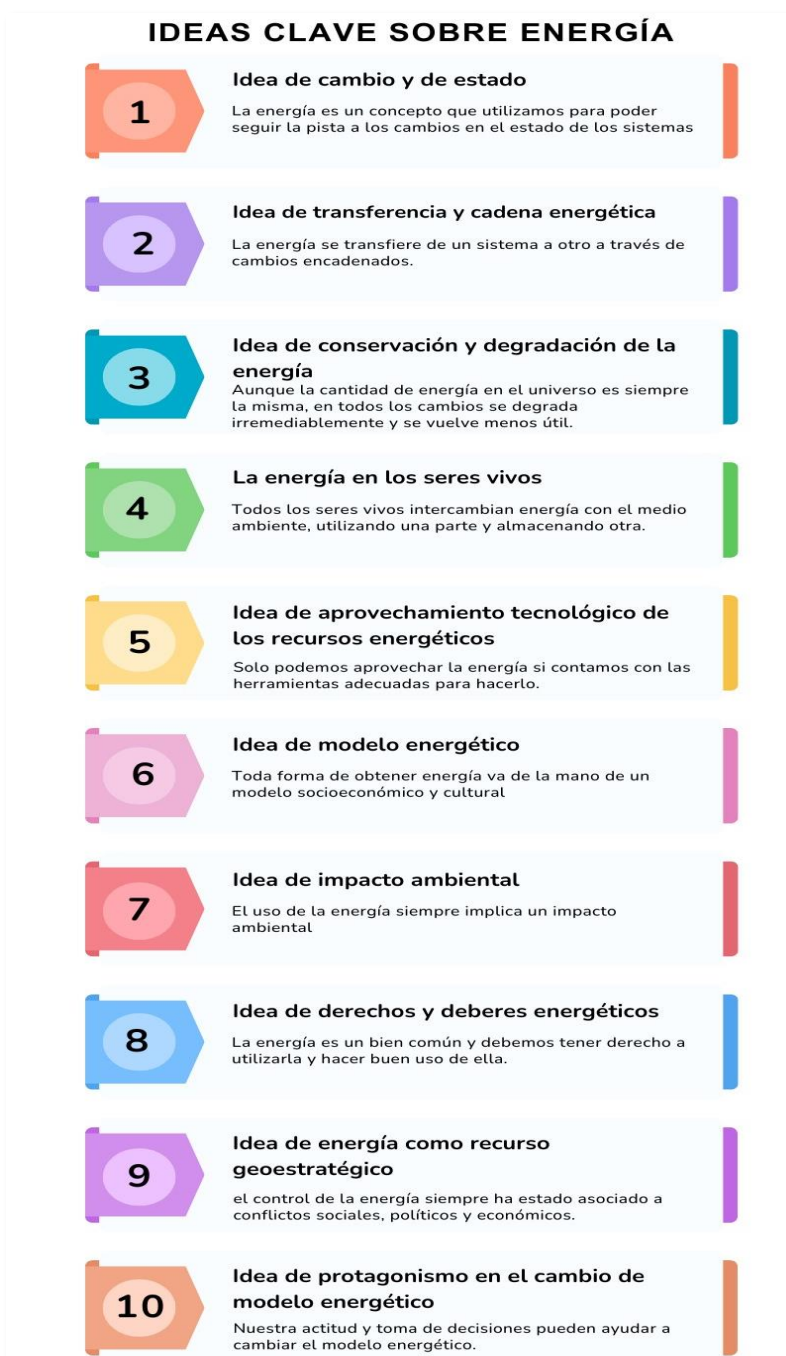 IDEAS CLAVE SOBRE ENERGÍA
1
Idea de cambio y de estado
La energía es un concepto que utilizamos para poder
seguir la pista a los cambios en el estado de los sistemas
2
Idea de transferencia y cadena energética
La energía se transfiere de un sistema a otro a través de
cambios encadenados.
3
Idea de conservación y degradación de la
energía
Aunque la cantidad de energía en el universo es siempre
la misma, en todos los cambios se degrada
irremediablemente y se vuelve menos útil.
4
La energía en los seres vivos
Todos los seres vivos intercambian energía con el medio
ambiente, utilizando una parte y almacenando otra.
5
Idea de aprovechamiento tecnológico de
los recursos energéticos
Solo podemos aprovechar la energía si contamos con las
herramientas adecuadas para hacerlo.
6
Idea de modelo energético
Toda forma de obtener energía va de la mano de un
modelo socioeconómico y cultural
7
Idea de impacto ambiental
El uso de la energía siempre implica un impacto
ambiental
8
Idea de derechos y deberes energéticos
La energía es un bien común y debemos tener derecho a
utilizarla y hacer buen uso de ella.
9
Idea de energía como recurso
geoestratégico
el control de la energía siempre ha estado asociado a
conflictos sociales, políticos y económicos.
10
Idea de protagonismo en el cambio de
modelo energético
Nuestra actitud y toma de decisiones pueden ayudar a
cambiar el modelo energético.